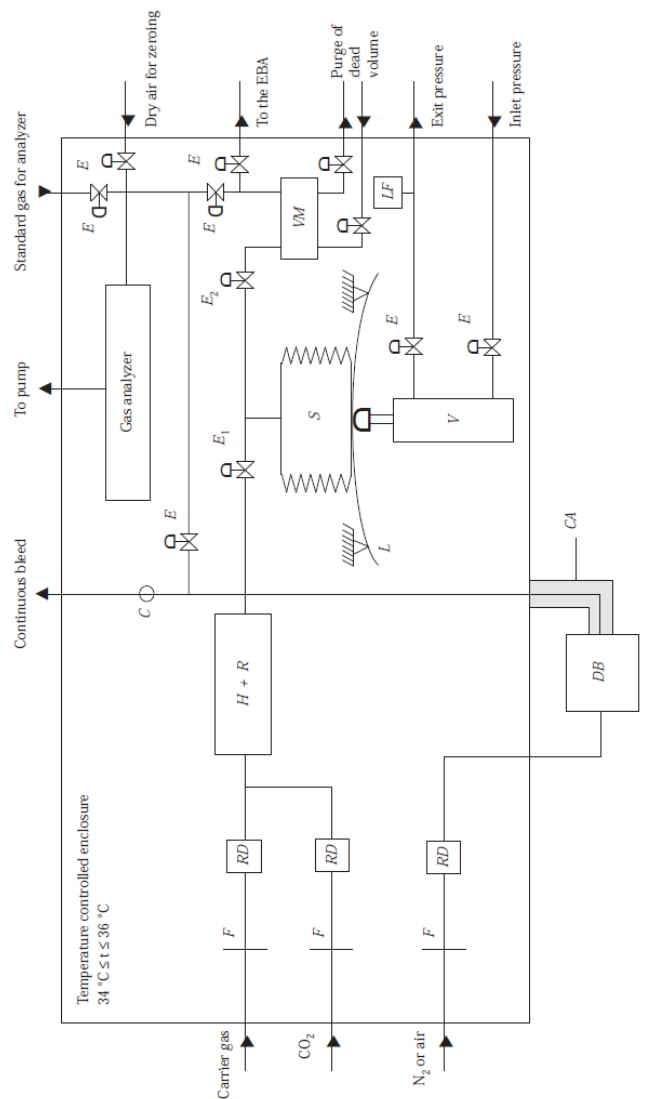 Standard gas for analyzer
To pump
Continuous bleed
Dry air for zeroing
To the EBA
Purge of
dead
volume
Exit pressure
Inlet pressure
E
E
E
E
E
E₂
VM
LF
Gas analyzer
E₁
S
E
E
V
L
C
H + R
CA
DB
Temperature controlled enclosure
34 °C ≤ t ≤ 36 °C
RD
RD
RD
F
F
F
Carrier gas
CO₂
N₂ or air